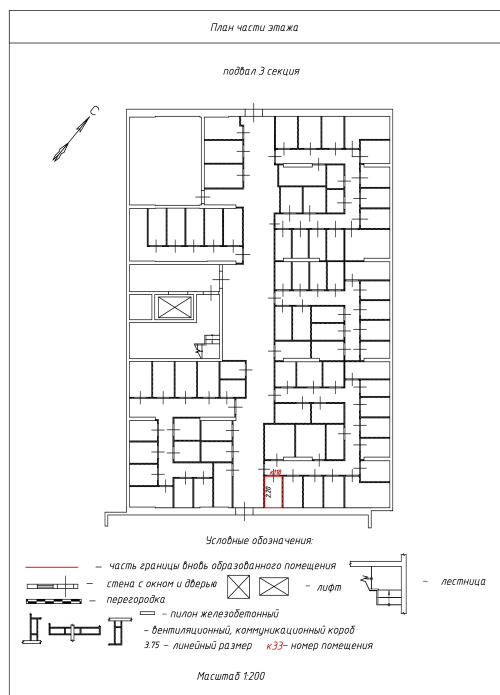 План части этажа
подвал 3 секция
С
2.20
Условные обозначения:
– часть границы вновь образованного помещения
– стена с окном и дверью
– лифт
– лестница
– перегородка
– пилон железобетонный
– вентиляционный, коммуникационный короб
3.75 – линейный размер к33 – номер помещения
Масштаб 1:200